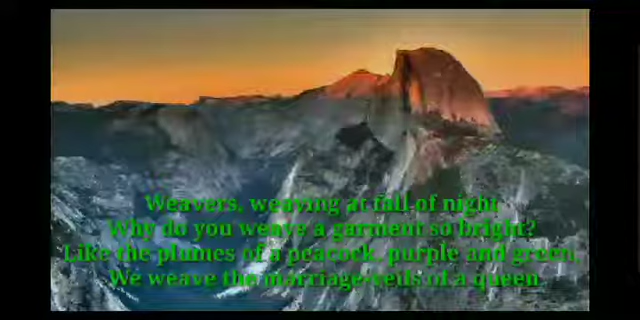 Weavers, weaving at fall of night
Why do you weave a garment so bright?
Like the plumes of a peacock, purple and green,
We weave the marriage-veils of a queen